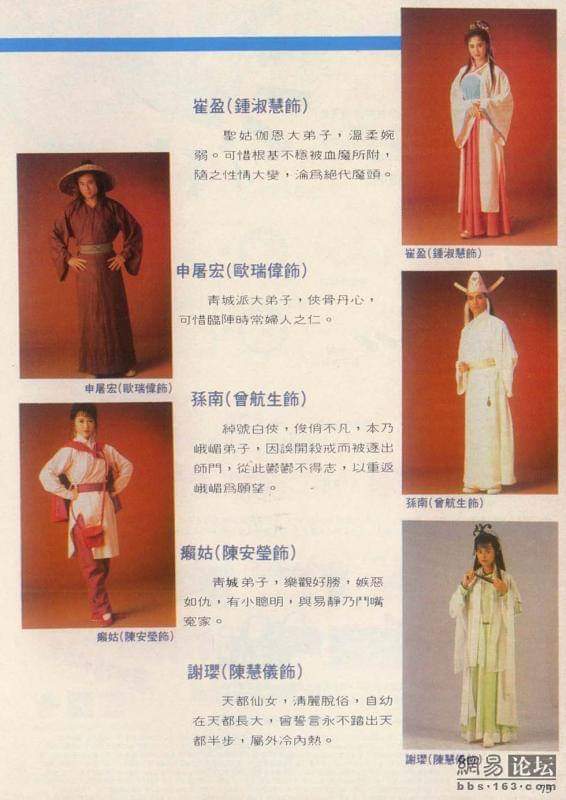 崔盈(鍾淑慧飾)
聖姑伽恩大弟子，溫柔婉
弱。可惜根基不穩被血魔所附，
隨之性情大變，淪為絕代魔頭。
崔盈(鍾淑慧飾)
申屠宏(歐瑞偉飾)
青城派大弟子，俠骨丹心，
可惜臨陣時常婦人之仁。
申屠宏(歐瑞偉飾)
孫南(曾航生飾)
綽號白俠，俊俏不凡，本乃
峨嵋弟子，因誤開殺戒而被逐出
師門，從此鬱鬱不得志，以重返
峨嵋爲願望。
孫南(曾航生飾)
癩姑(陳安瑩飾)
青城弟子，樂觀好勝，嫉惡
如仇，有小聰明，與易靜乃鬥嘴
冤家。
癩姑(陳安瑩飾)
謝瓔(陳慧儀飾)
天都仙女，清麗脫俗，自幼
在天都長大，曾誓言永不踏出天
都半步，屬外冷內熱。
謝瓔(陳慧儀飾)
網易论坛
bbs.163.com
75